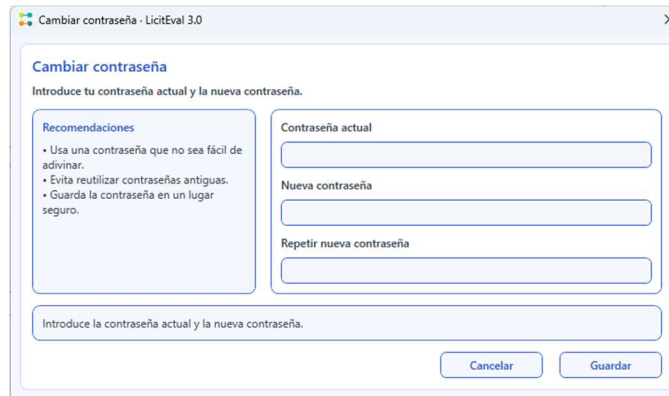 Cambiar contraseña - LicitEval 3.0
Cambiar contraseña
Introduce tu contraseña actual y la nueva contraseña.
Recomendaciones
• Usa una contraseña que no sea fácil de
adivinar.
• Evita reutilizar contraseñas antiguas.
• Guarda la contraseña en un lugar
seguro.
Contraseña actual
Nueva contraseña
Repetir nueva contraseña
Introduce la contraseña actual y la nueva contraseña.
Cancelar
Guardar